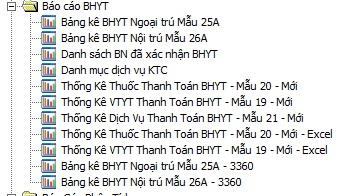 Báo cáo BHYT
Bảng kê BHYT Ngoại trú Mẫu 25A
Bảng kê BHYT Nội trú Mẫu 26A
Danh sách BN đã xác nhận BHYT
Danh mục dịch vụ KTC
Thống Kê Thuốc Thanh Toán BHYT - Mẫu 20 - Mới
Thống Kê VTYT Thanh Toán BHYT - Mẫu 19 - Mới
Thống Kê Dịch Vụ Thanh Toán BHYT - Mẫu 21 - Mới
Thống Kê Thuốc Thanh Toán BHYT - Mẫu 20 - Mới - Excel
Thống Kê VTYT Thanh Toán BHYT - Mẫu 19 - Mới - Excel
Bảng kê BHYT Ngoại trú Mẫu 25A - 3360
Bảng kê BHYT Nội trú Mẫu 26A - 3360